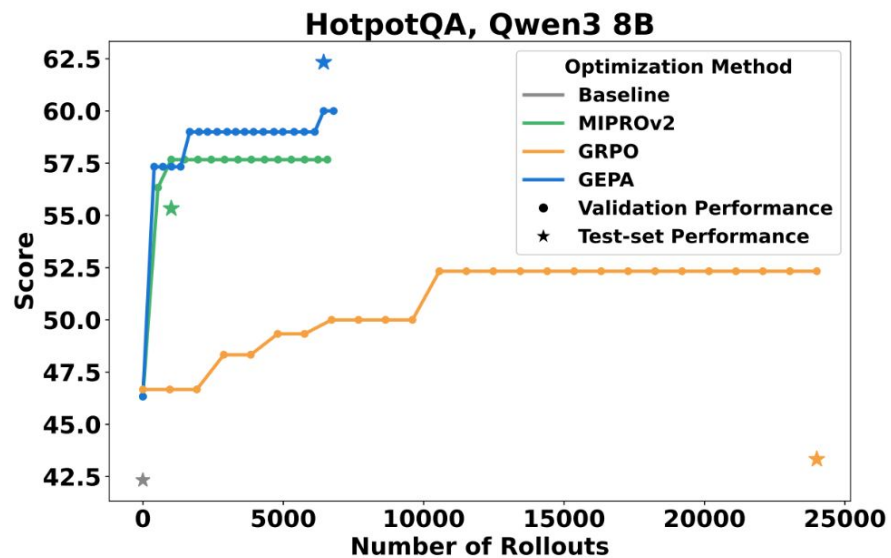 HotpotQA, Qwen3 8B
Optimization Method
Baseline
MIPROv2
GRPO
GEPA
Validation Performance
Test-set Performance
Score
62.5
60.0
57.5
55.0
52.5
50.0
47.5
45.0
42.5
0 5000 10000 15000 20000 25000
Number of Rollouts